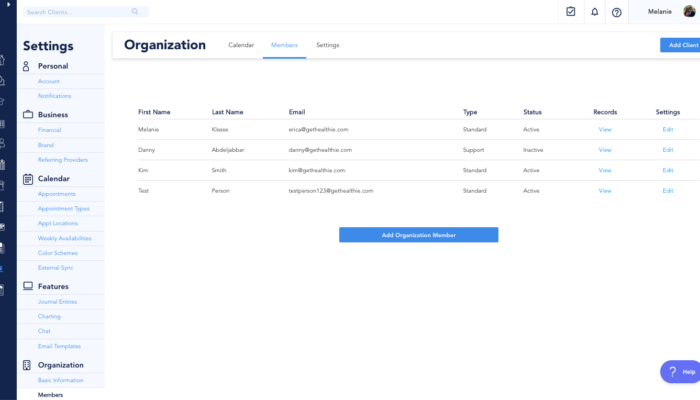 Search Clients...
Melanie
Settings
Personal
Account
Notifications
Business
Financial
Brand
Referring Providers
Calendar
Appointments
Appointment Types
Appt Locations
Weekly Availabilities
Color Schemes
External Sync
Features
Journal Entries
Charting
Chat
Email Templates
Organization
Basic Information
Members
Organization Calendar Members Settings
Add Client
First Name Last Name Email Type Status Records Settings
Melanie Kleese erica@gethealthie.com Standard Active View Edit
Danny Abdeljabbar danny@gethealthie.com Support Inactive View Edit
Kim Smith kim@gethealthie.com Standard Active View Edit
Test Person testperson123@gethealthie.com Standard Active View Edit
Add Organization Member
? Help